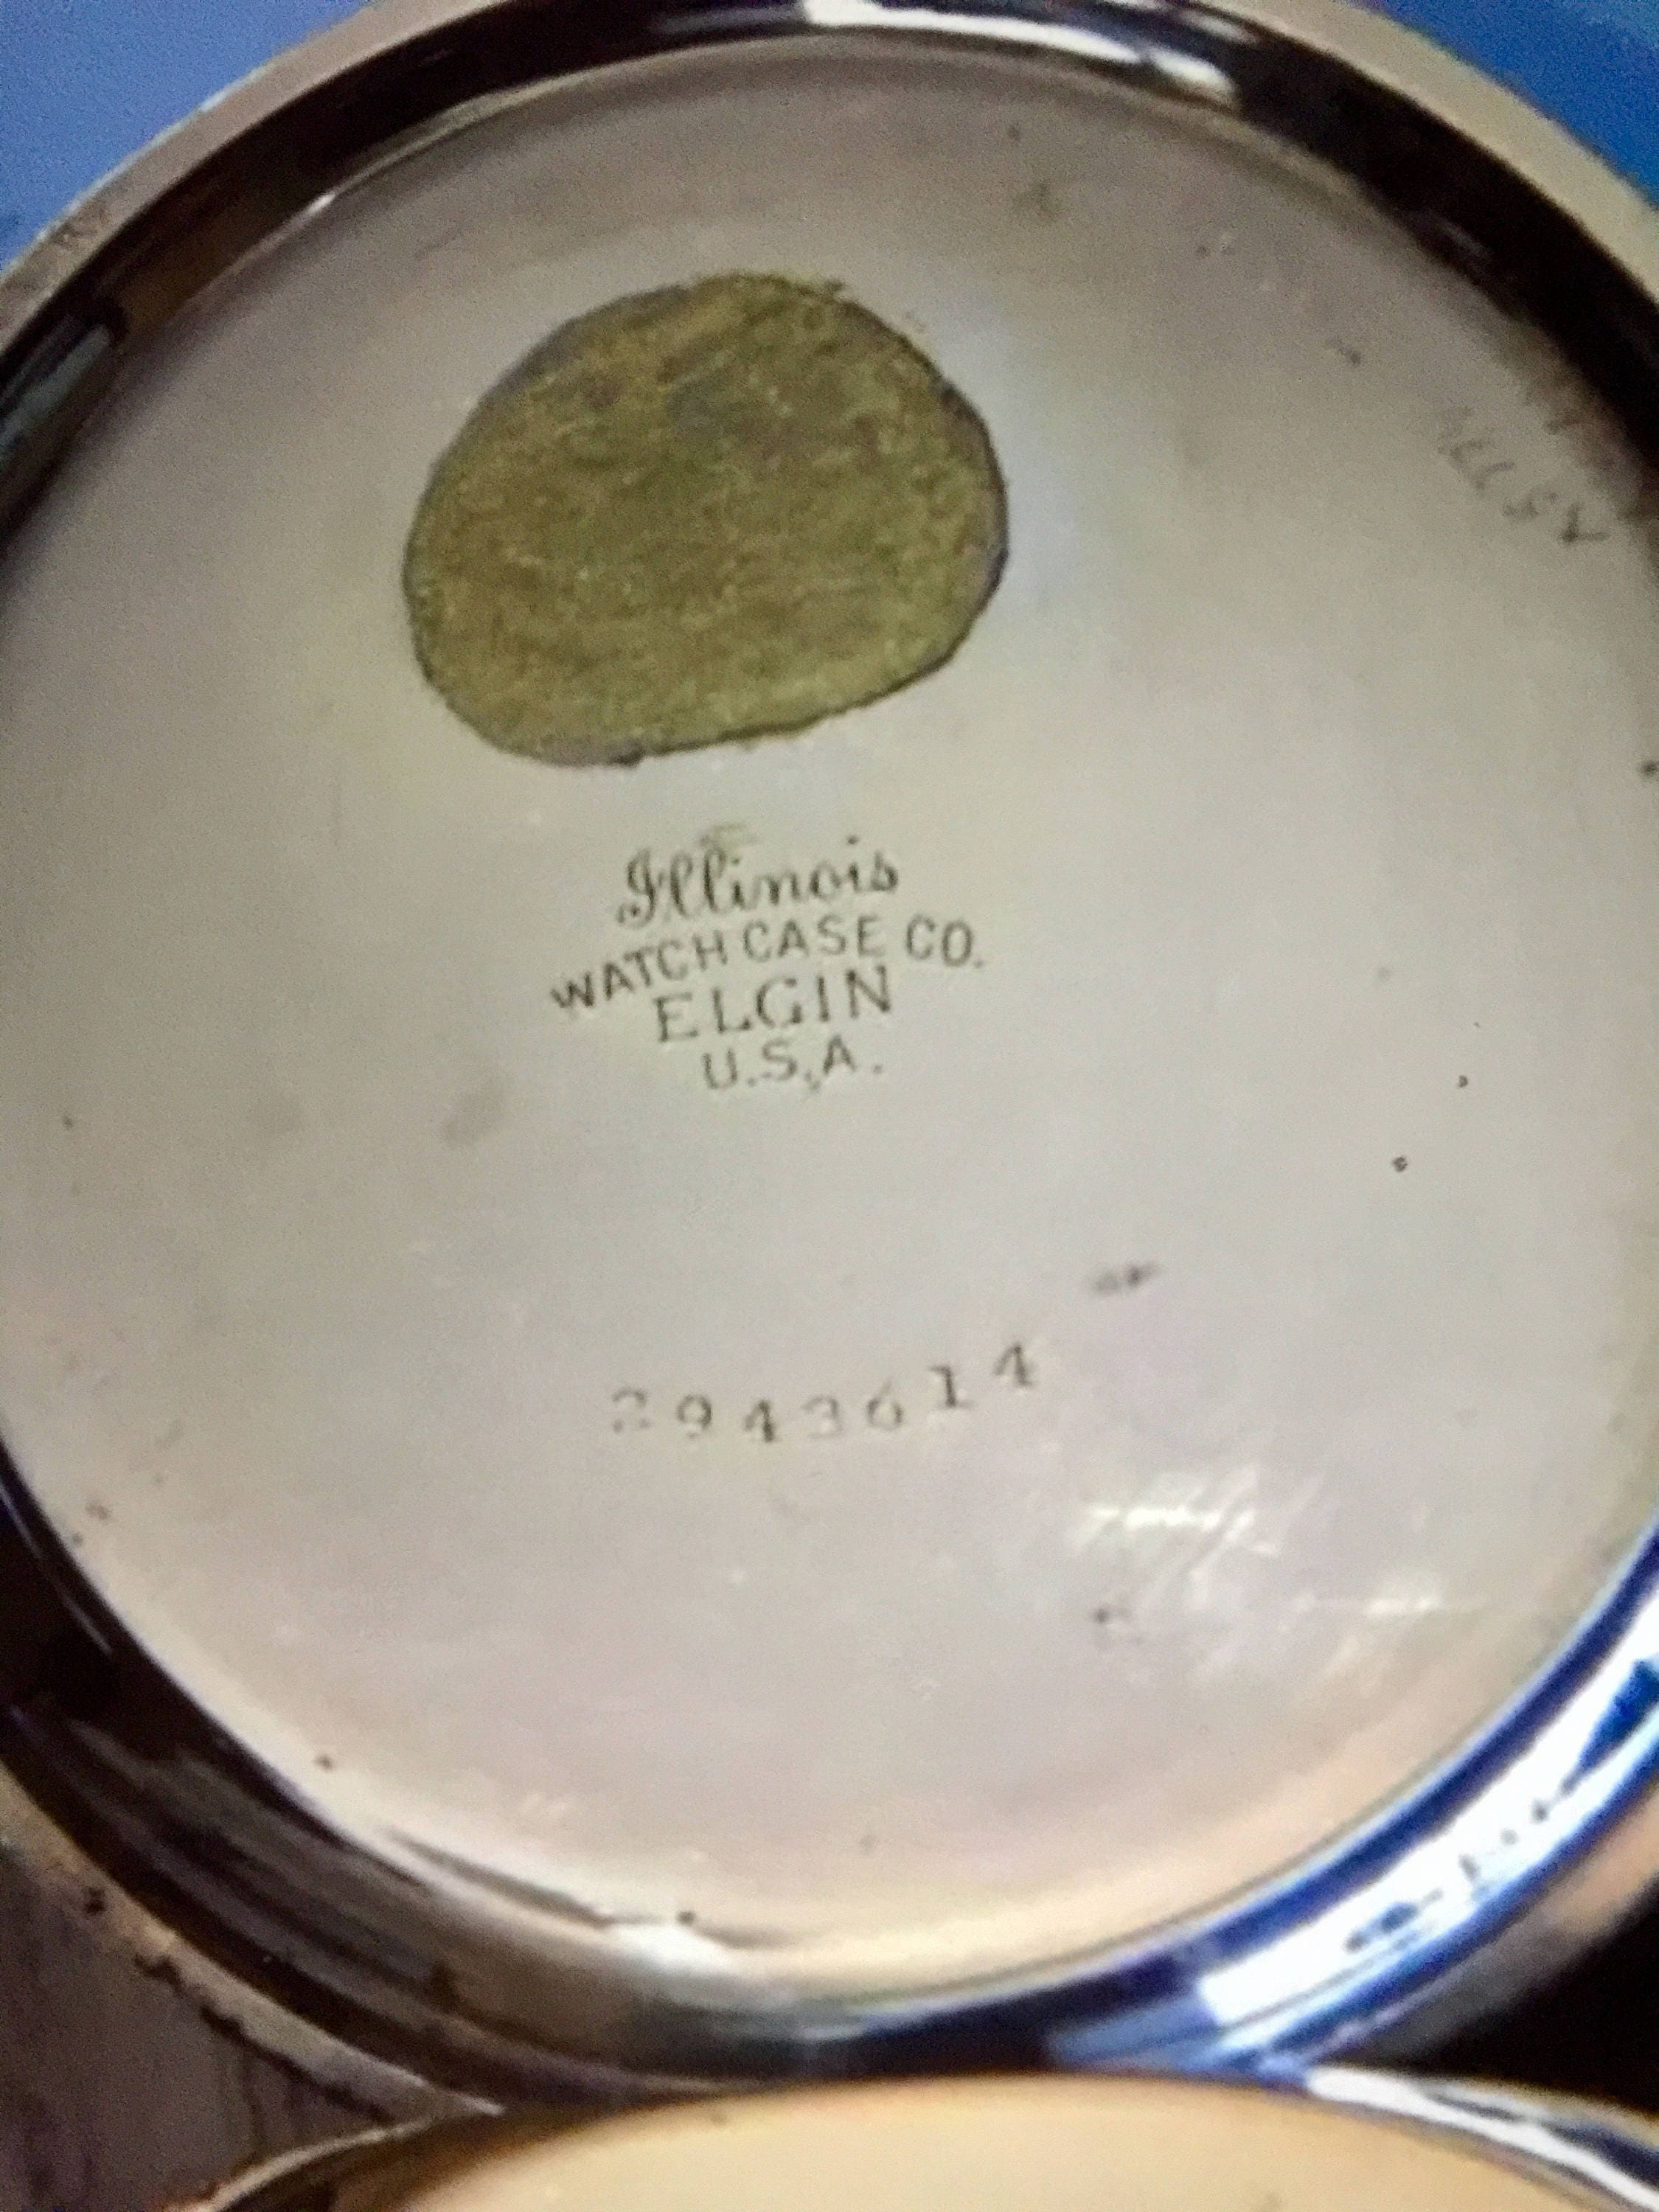 Illinois
WATCH CASE CO.
ELGIN
U.S.A.
2943614